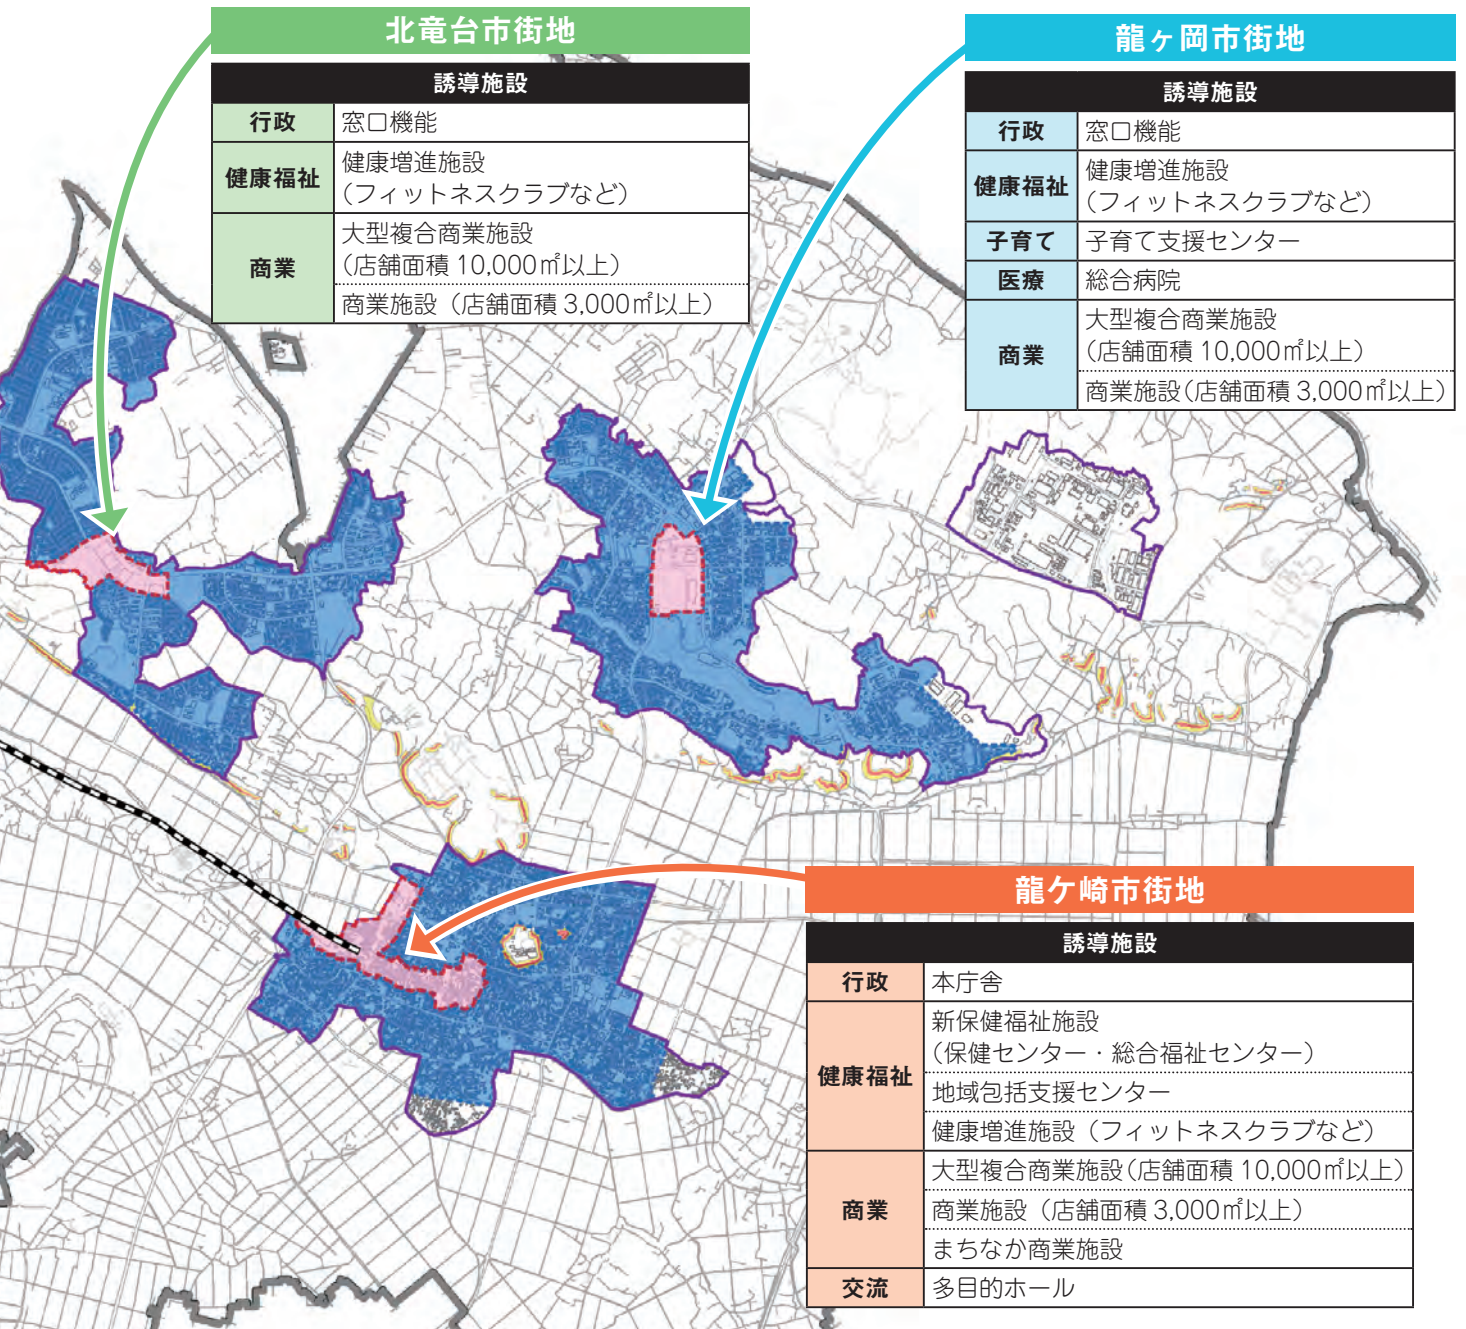 北竜台市街地
誘導施設
行政 窓口機能
健康福祉 健康増進施設
(フィットネスクラブなど)
商業 大型複合商業施設
(店舗面積 10,000㎡以上)
商業施設（店舗面積 3,000㎡以上）
龍ヶ岡市街地
誘導施設
行政 窓口機能
健康福祉 健康増進施設
(フィットネスクラブなど)
子育て 子育て支援センター
医療 総合病院
商業 大型複合商業施設
(店舗面積 10,000㎡以上)
商業施設(店舗面積 3,000㎡以上)
龍ケ崎市街地
誘導施設
行政 本庁舎
健康福祉 新保健福祉施設
(保健センター・総合福祉センター)
地域包括支援センター
健康増進施設（フィットネスクラブなど）
商業 大型複合商業施設(店舗面積 10,000㎡以上)
商業施設（店舗面積 3,000㎡以上）
まちなか商業施設
交流 多目的ホール